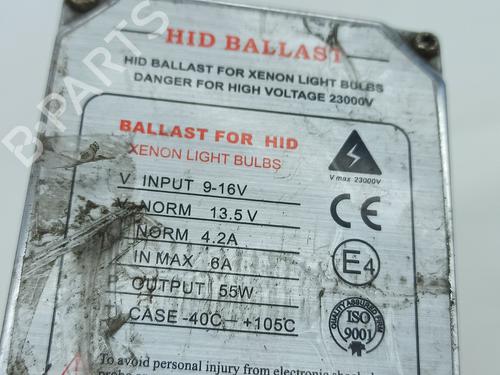 HID BALLAST
HID BALLAST FOR XENON LIGHT BULBS
DANGER FOR HIGH VOLTAGE 23000V
BALLAST FOR HID
XENON LIGHT BULBS
V INPUT 9-16V
V NORM 13.5V
NORM 4.2A
IN MAX 6A
OUTPUT 55W
CASE -40C - +105C
V max 23000V
CE
E4
QUALITY ASSURED FIRM
ISO
9001
To avoid personal injury from electronic shock
B-PARTS